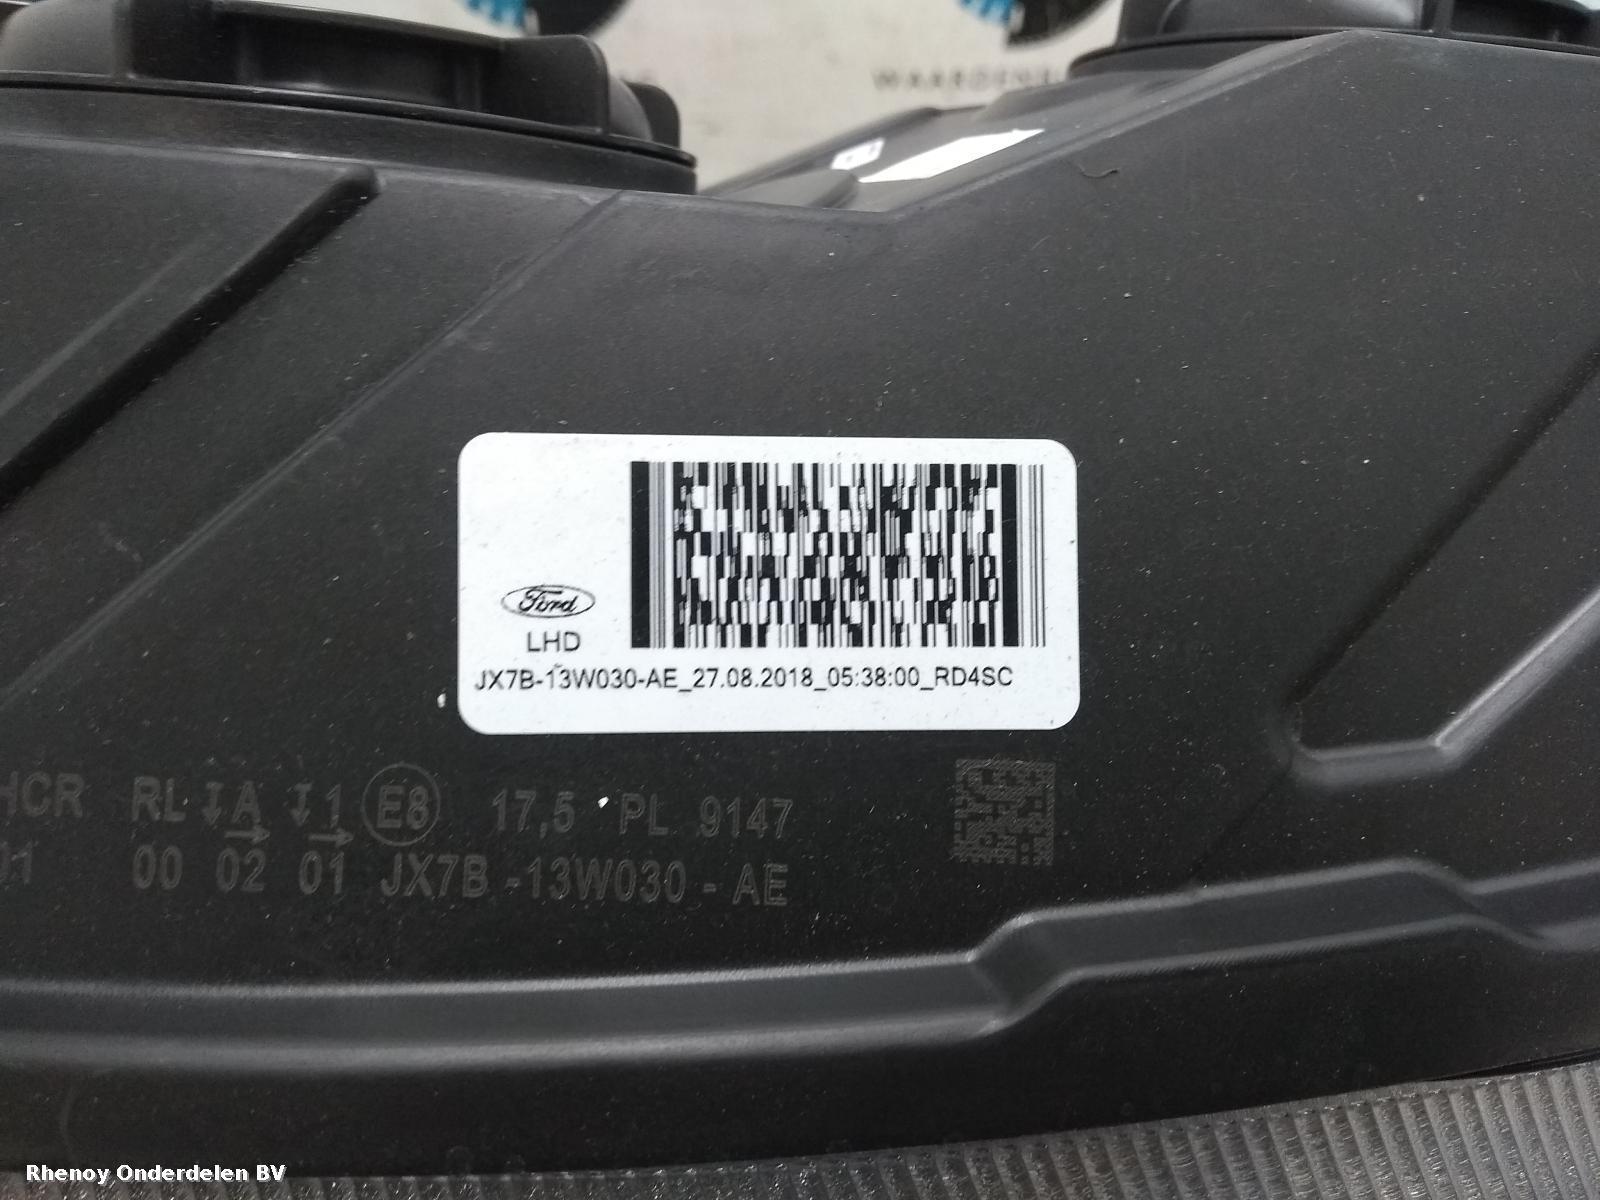 Ford
LHD
JX7B-13W030-AE_27.08.2018_05:38:00_RD4SC
HCR RL A 1 E8 17,5 PL 9147
01 00 02 01 JX7B -13W030 - AE
Rhenoy Onderdelen BV